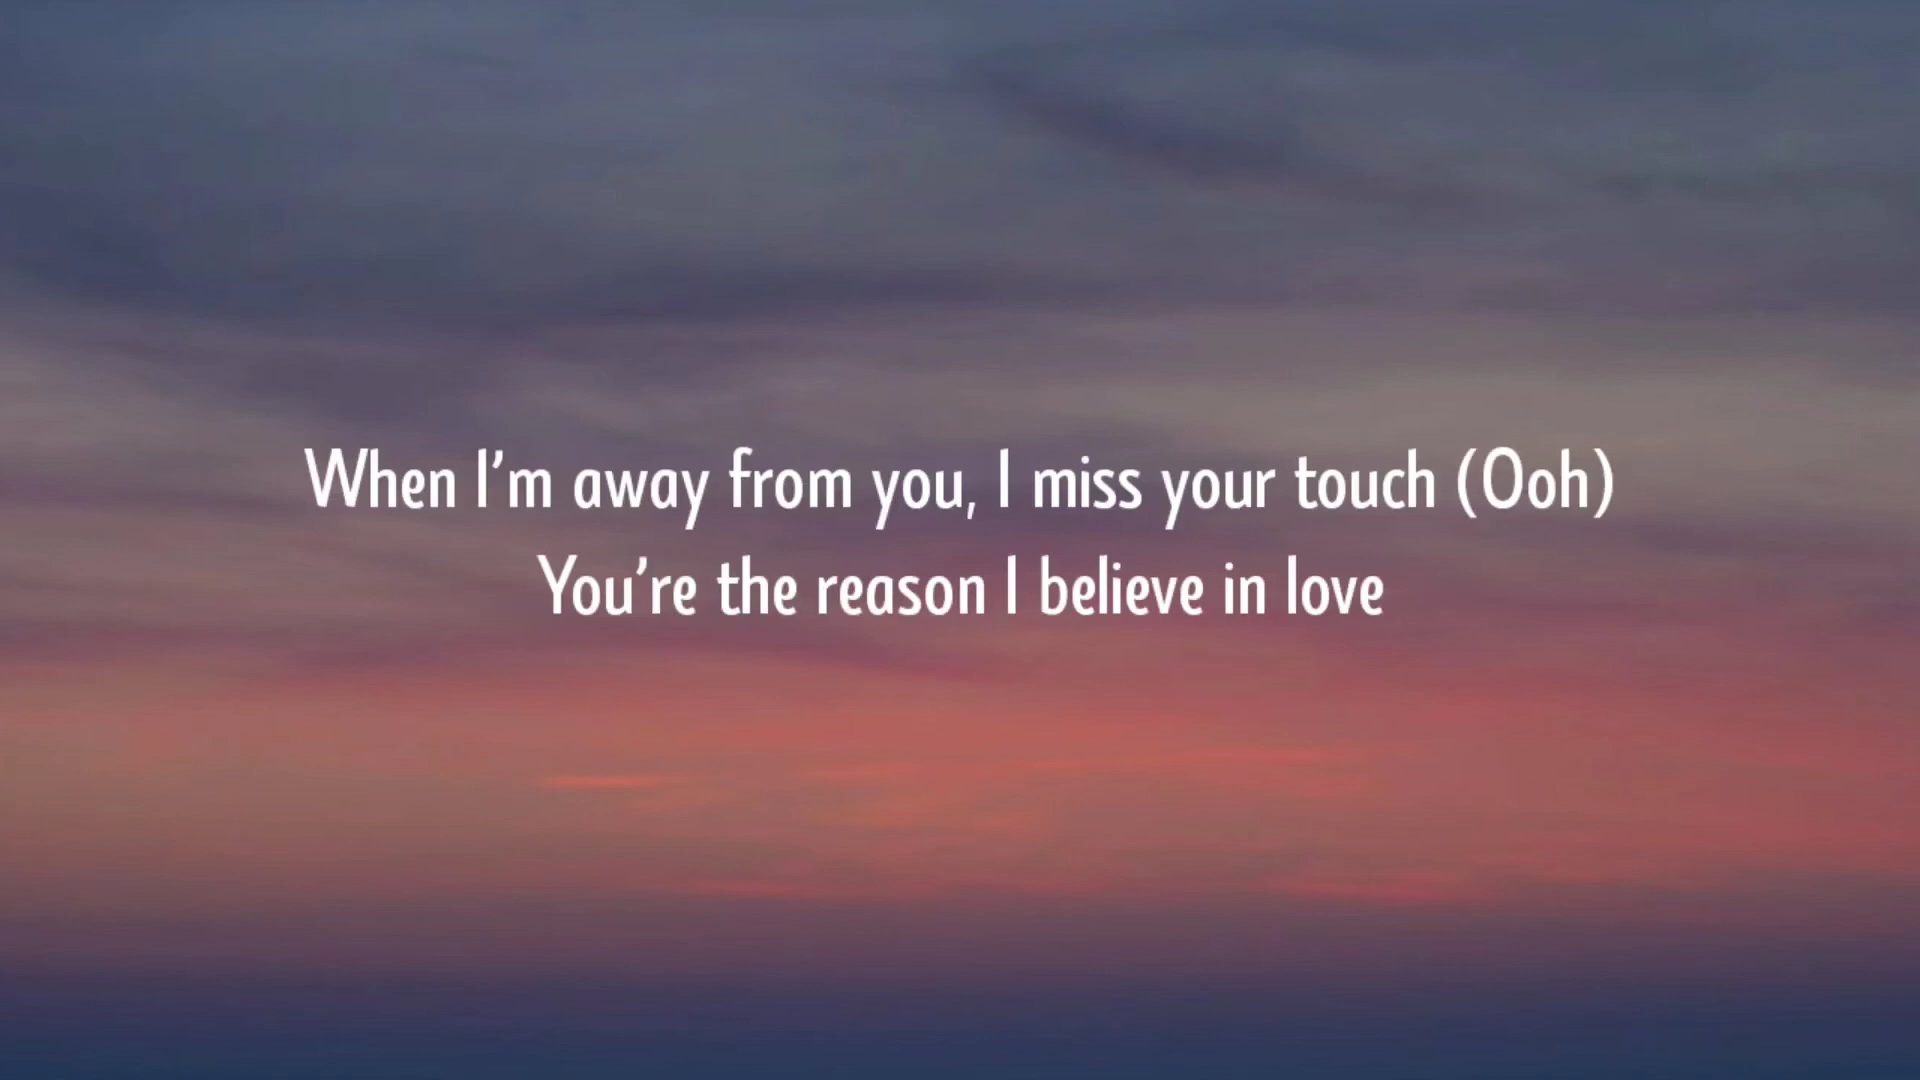 When I’m away from you, I miss your touch (Ooh)
You’re the reason I believe in love